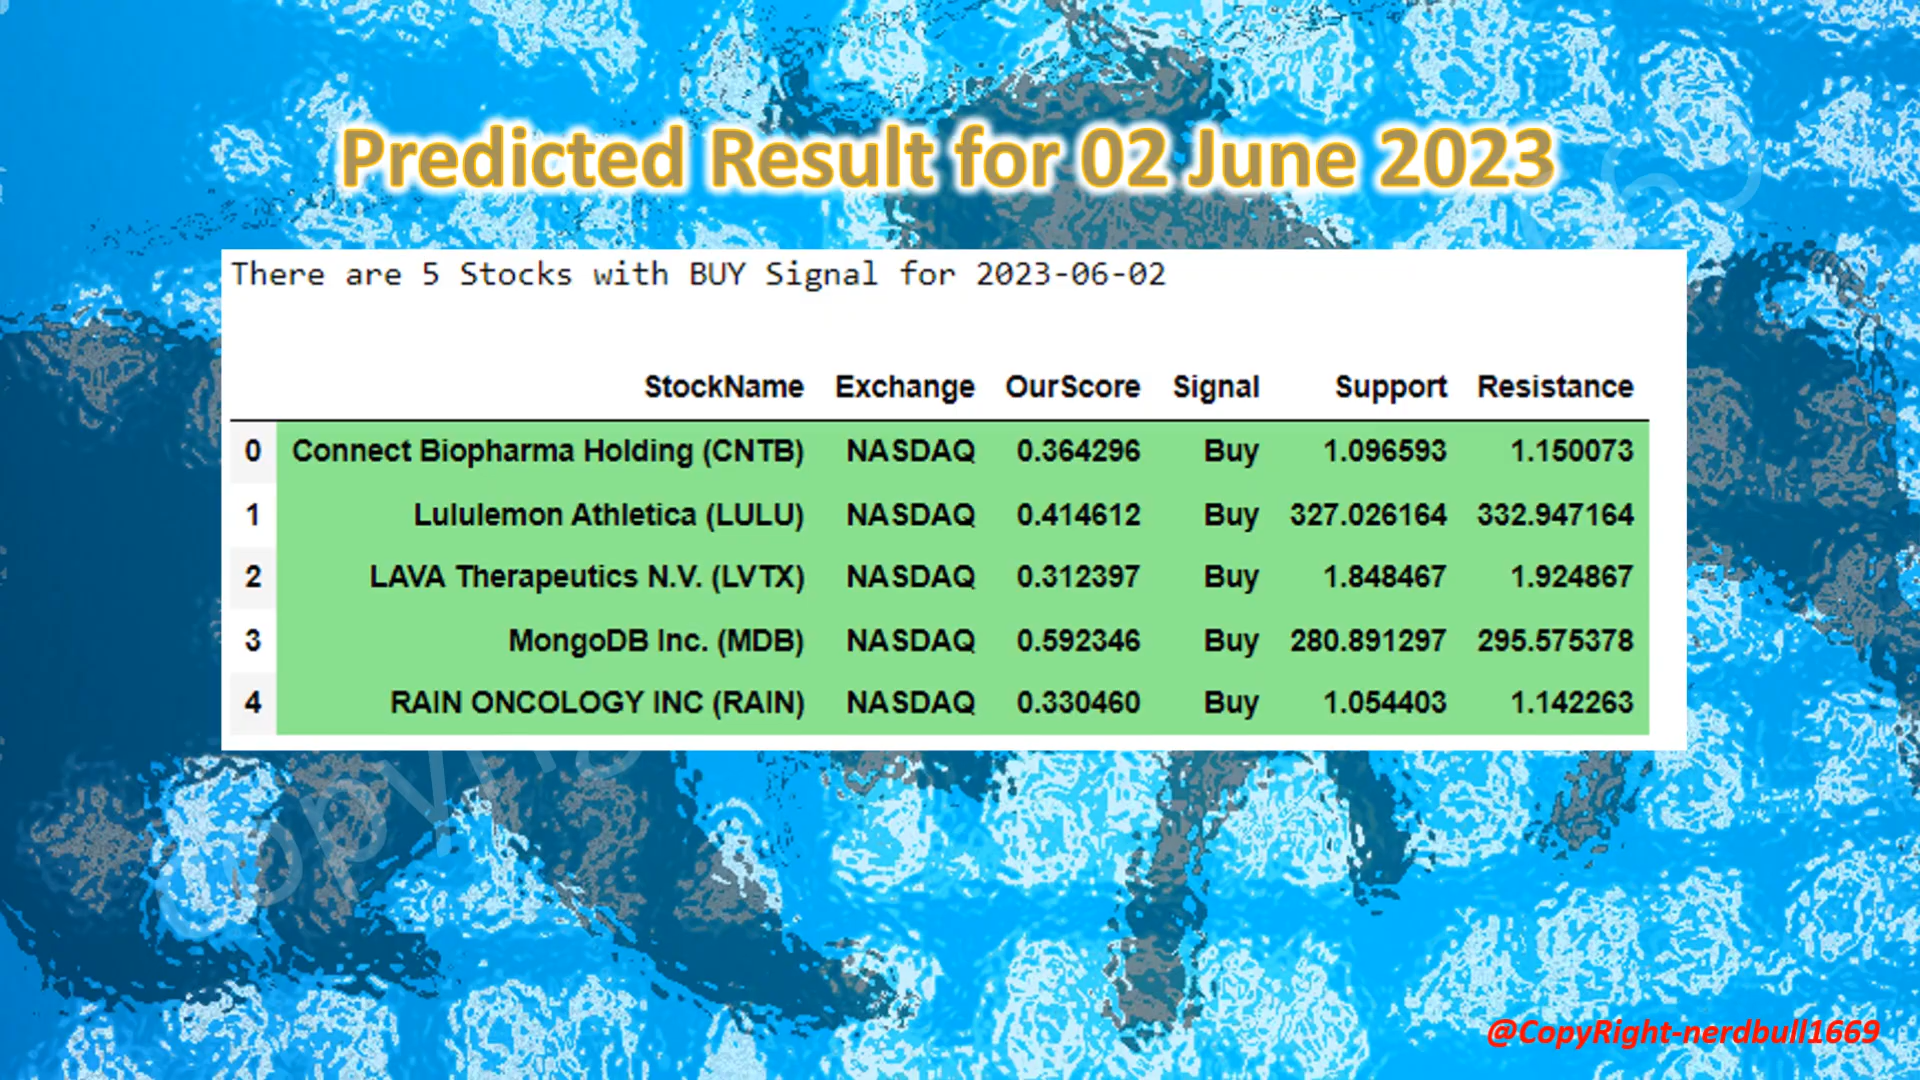 Predicted Result for 02 June 2023
There are 5 Stocks with BUY Signal for 2023-06-02
StockName Exchange OurScore Signal Support Resistance
0 Connect Biopharma Holding (CNTB) NASDAQ 0.364296 Buy 1.096593 1.150073
1 Lululemon Athletica (LULU) NASDAQ 0.414612 Buy 327.026164 332.947164
2 LAVA Therapeutics N.V. (LVTX) NASDAQ 0.312397 Buy 1.848467 1.924867
3 MongoDB Inc. (MDB) NASDAQ 0.592346 Buy 280.891297 295.575378
4 RAIN ONCOLOGY INC (RAIN) NASDAQ 0.330460 Buy 1.054403 1.142263
@CopyRight-nerdbull1669